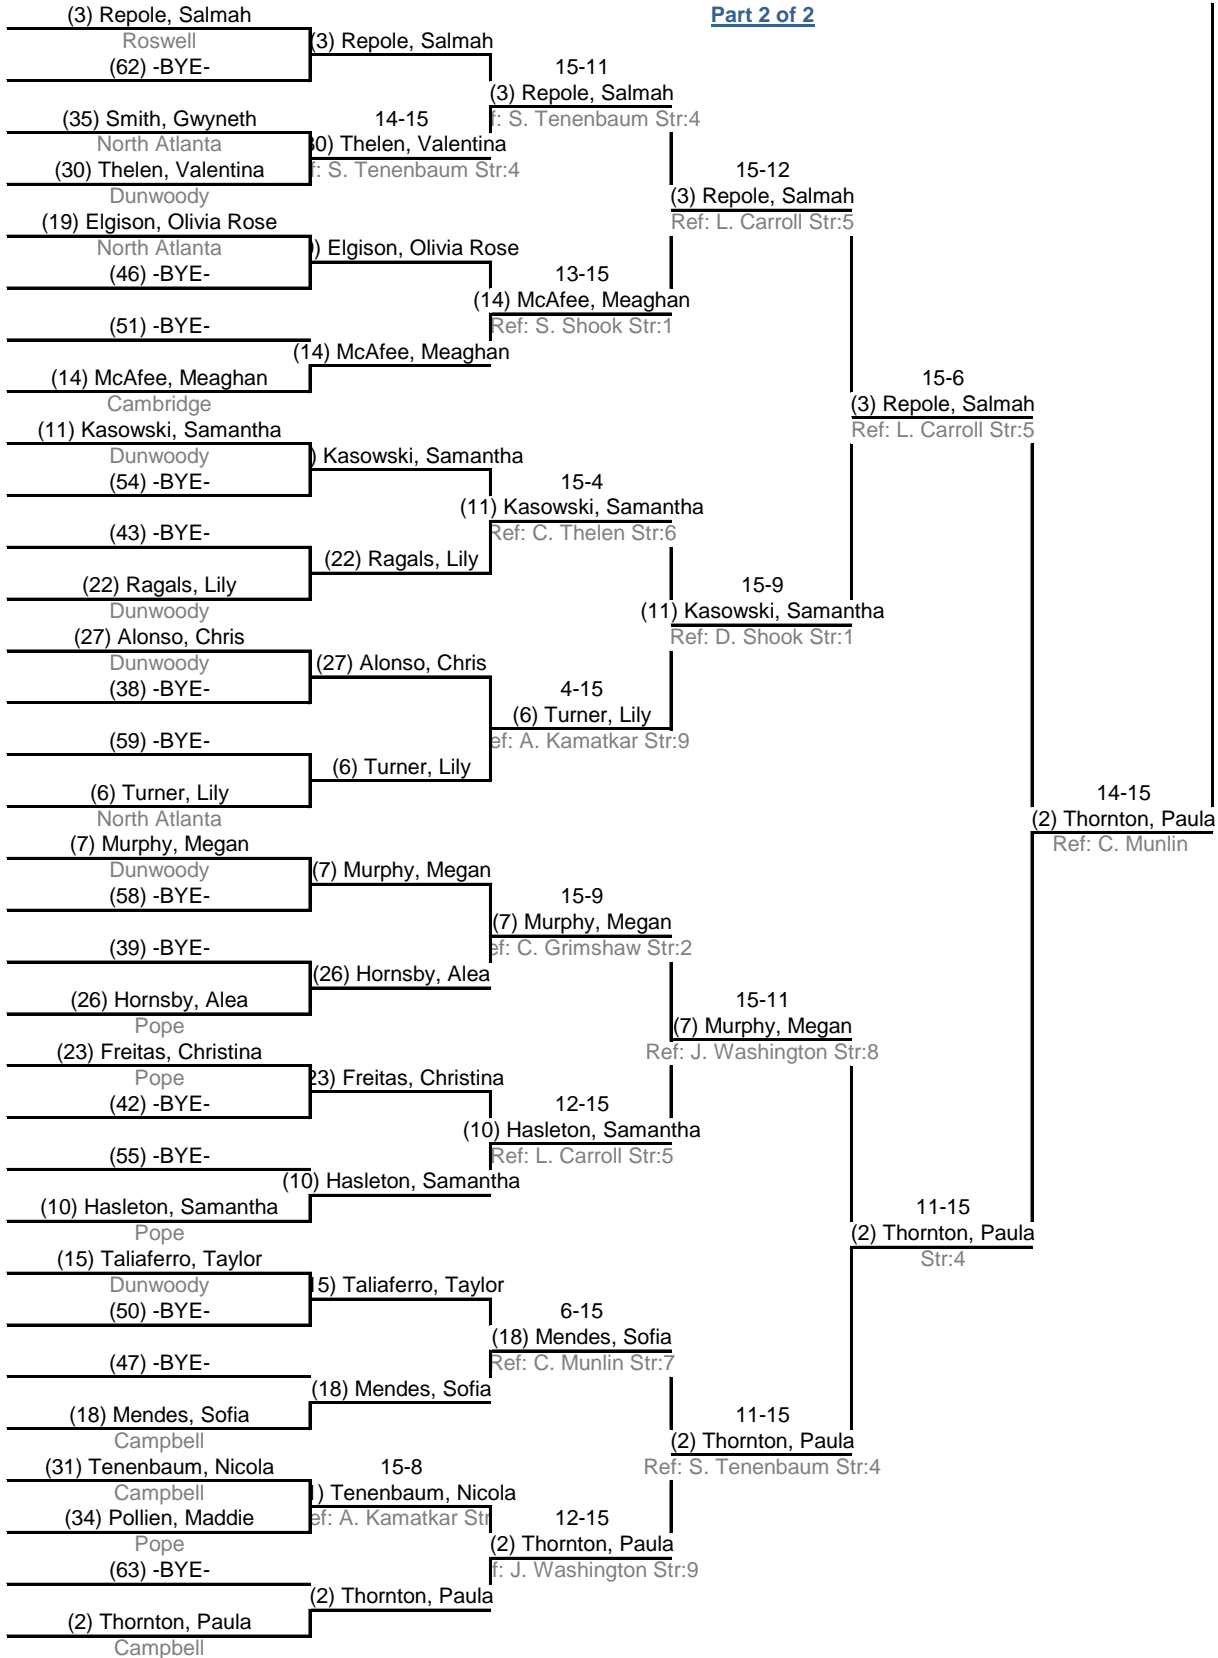 Part 2 of 2
(3) Repole, Salmah
Roswell
(62) -BYE-
(35) Smith, Gwyneth
North Atlanta
(30) Thelen, Valentina
Dunwoody
(19) Elgison, Olivia Rose
North Atlanta
(46) -BYE-
(51) -BYE-
(14) McAfee, Meaghan
Cambridge
(11) Kasowski, Samantha
Dunwoody
(54) -BYE-
(43) -BYE-
(22) Ragals, Lily
Dunwoody
(27) Alonso, Chris
Dunwoody
(38) -BYE-
(59) -BYE-
(6) Turner, Lily
North Atlanta
(7) Murphy, Megan
Dunwoody
(58) -BYE-
(39) -BYE-
(26) Hornsby, Alea
Pope
(23) Freitas, Christina
Pope
(42) -BYE-
(55) -BYE-
(10) Hasleton, Samantha
Pope
(15) Taliaferro, Taylor
Dunwoody
(50) -BYE-
(47) -BYE-
(18) Mendes, Sofia
Campbell
(31) Tenenbaum, Nicola
Campbell
(34) Pollien, Maddie
Pope
(63) -BYE-
(2) Thornton, Paula
Campbell
(3) Repole, Salmah
14-15
0) Thelen, Valentina
f: S. Tenenbaum Str:4
) Elgison, Olivia Rose
(14) McAfee, Meaghan
) Kasowski, Samantha
(22) Ragals, Lily
(27) Alonso, Chris
(6) Turner, Lily
(7) Murphy, Megan
(26) Hornsby, Alea
23) Freitas, Christina
(10) Hasleton, Samantha
5) Taliaferro, Taylor
(18) Mendes, Sofia
15-8
) Tenenbaum, Nicola
ef: A. Kamatkar Str
(2) Thornton, Paula
15-11
(3) Repole, Salmah
f: S. Tenenbaum Str:4
13-15
(14) McAfee, Meaghan
Ref: S. Shook Str:1
15-4
(11) Kasowski, Samantha
Ref: C. Thelen Str:6
4-15
(6) Turner, Lily
ef: A. Kamatkar Str:9
15-9
(7) Murphy, Megan
ef: C. Grimshaw Str:2
12-15
(10) Hasleton, Samantha
Ref: L. Carroll Str:5
6-15
(18) Mendes, Sofia
Ref: C. Munlin Str:7
12-15
(2) Thornton, Paula
f: J. Washington Str:9
15-12
(3) Repole, Salmah
Ref: L. Carroll Str:5
15-9
(11) Kasowski, Samantha
Ref: D. Shook Str:1
15-11
(7) Murphy, Megan
Ref: J. Washington Str:8
11-15
(2) Thornton, Paula
Ref: S. Tenenbaum Str:4
15-6
(3) Repole, Salmah
Ref: L. Carroll Str:5
11-15
(2) Thornton, Paula
Str:4
14-15
(2) Thornton, Paula
Ref: C. Munlin